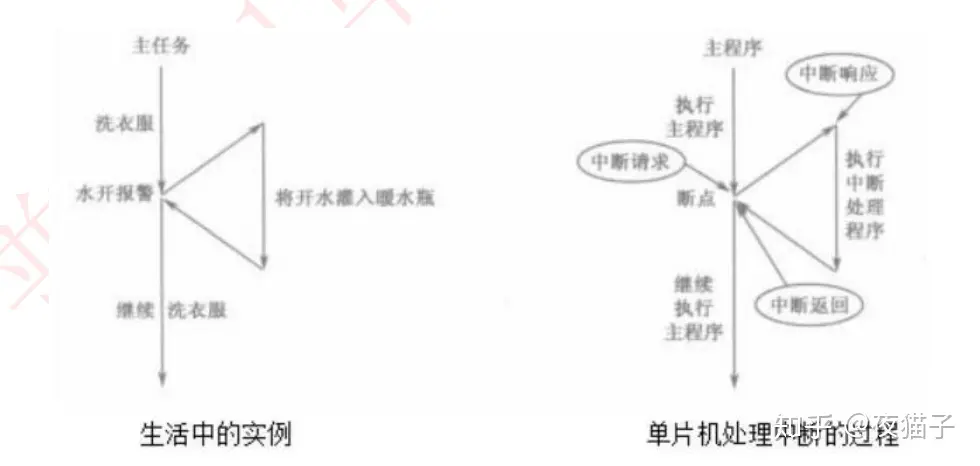 主任务
洗衣服
水开报警
将开水灌入暖水瓶
继续 洗衣服
生活中的实例
主程序
中断响应
执行
主程序
中断请求
断点
执行
中断
处理
程序
继续
执行
主程序
中断返回
单片机处理中断的过程
知乎 @夜猫子